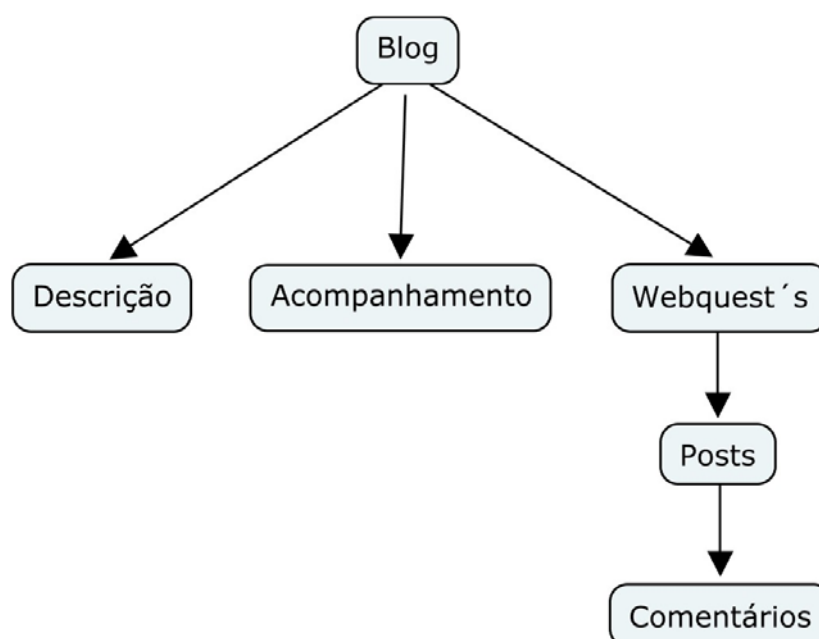 Blog
Descrição
Acompanhamento
Webquest´s
Posts
Comentários